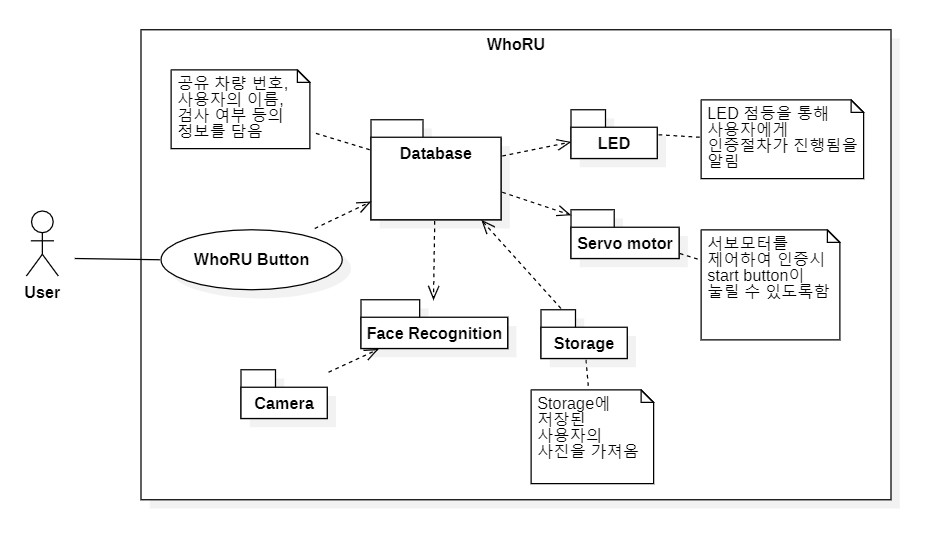 WhoRU
공유 차량 번호,
사용자의 이름,
검사 여부 등의
정보를 담음
Database
LED
LED 점등을 통해
사용자에게
인증절차가 진행됨을
알림
User
WhoRU Button
Servo motor
서보모터를
제어하여 인증시
start button이
눌릴 수 있도록함
Face Recognition
Storage
Camera
Storage에
저장된
사용자의
사진을 가져옴